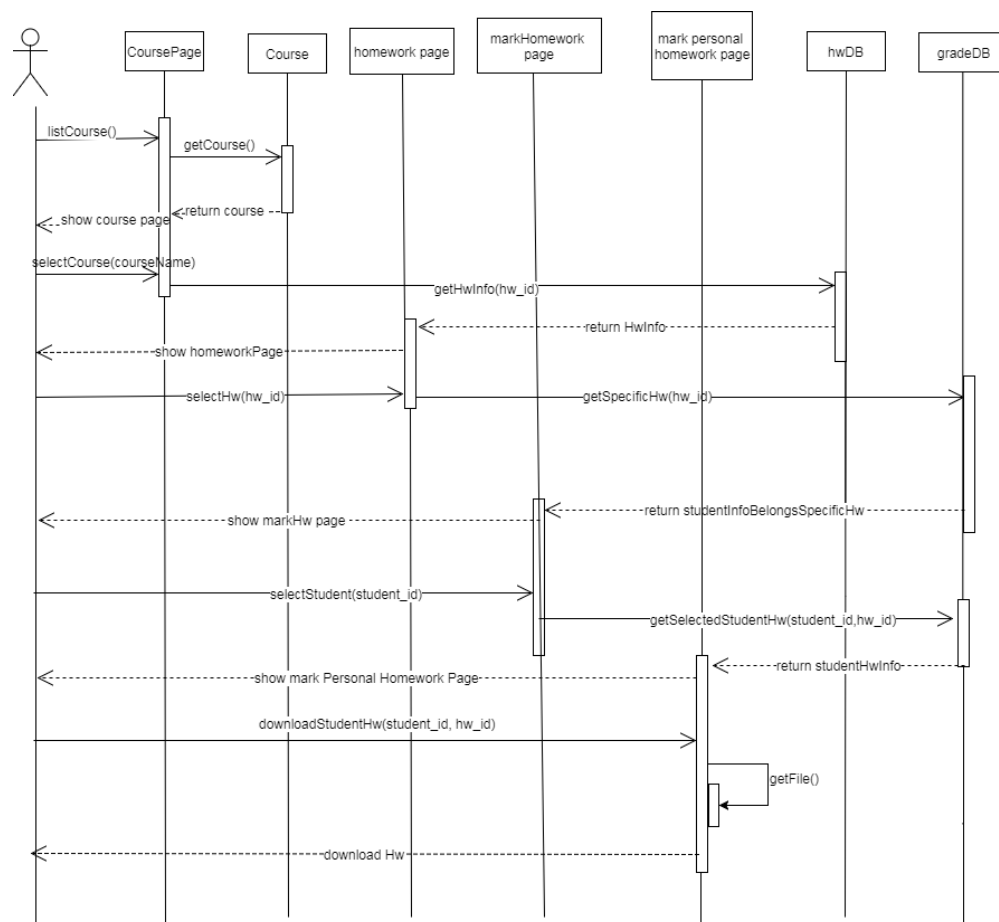 CoursePage
Course
homework page
markHomework
page
mark personal
homework page
hwDB
gradeDB
listCourse()
getCourse()
return course
show course page
selectCourse(courseName)
getHwInfo(hw_id)
return HwInfo
show homeworkPage
selectHw(hw_id)
getSpecificHw(hw_id)
return studentInfoBelongsSpecificHw
show markHw page
selectStudent(student_id)
getSelectedStudentHw(student_id,hw_id)
return studentHwInfo
show mark Personal Homework Page
downloadStudentHw(student_id, hw_id)
getFile()
download Hw